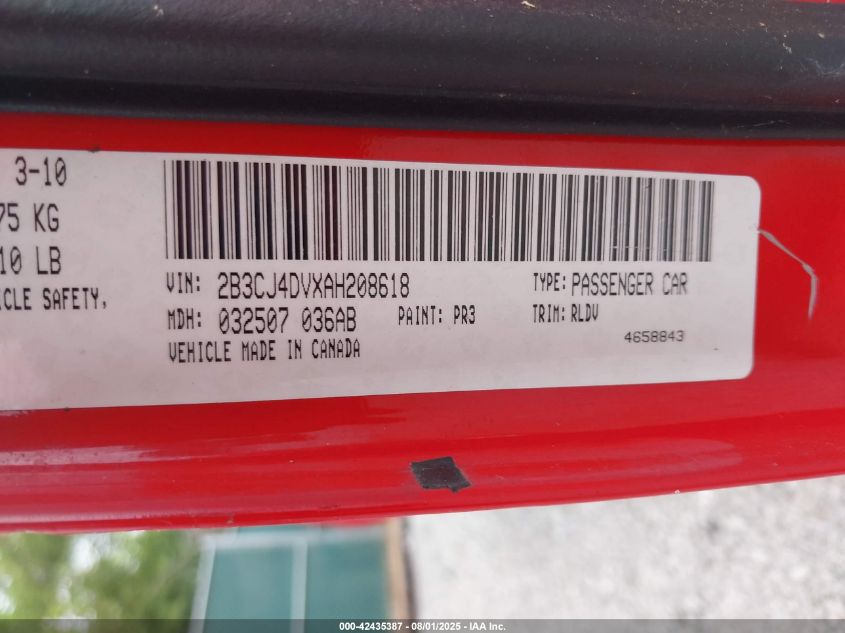 3-10
75 KG
10 LB
ICLE SAFETY,
VIN: 2B3CJ4DVXAH208618 TYPE: PASSENGER CAR
MDH: 032507 036AB PAINT: PR3 TRIM: RLDV
VEHICLE MADE IN CANADA 4658843
000-42435387 - 08/01/2025 - IAA Inc.